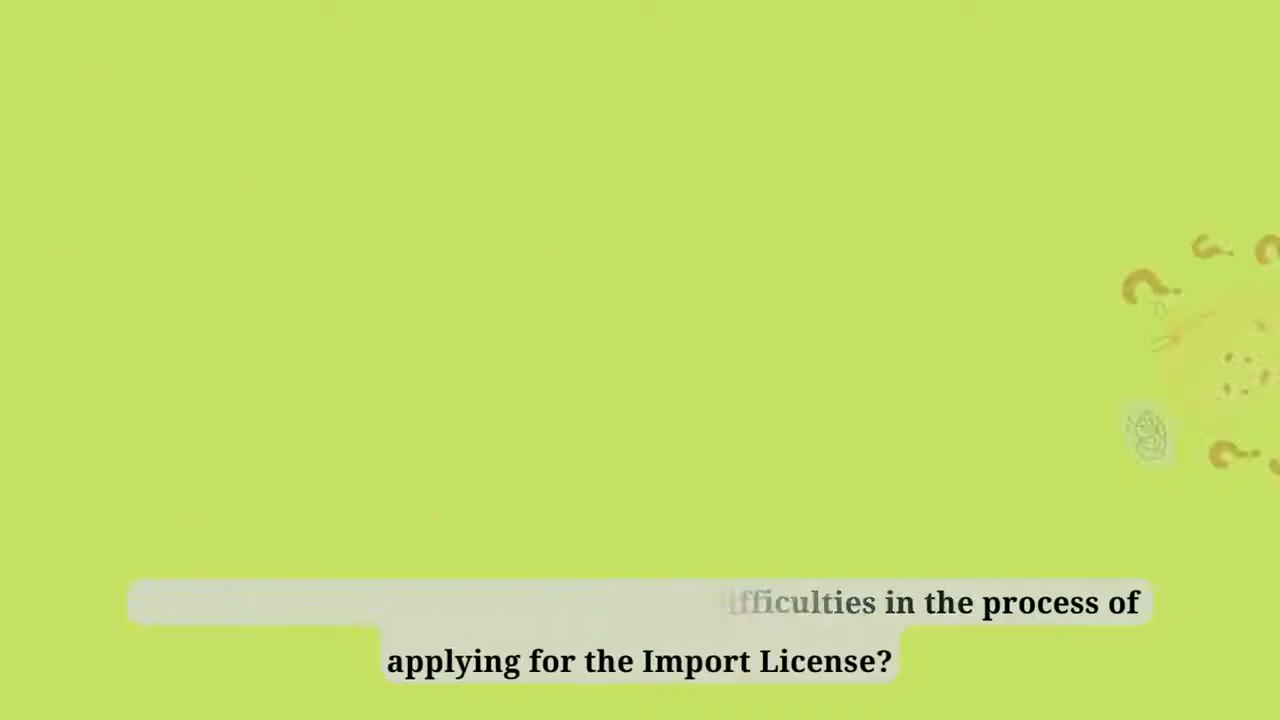 ifficulties in the process of
applying for the Import License?